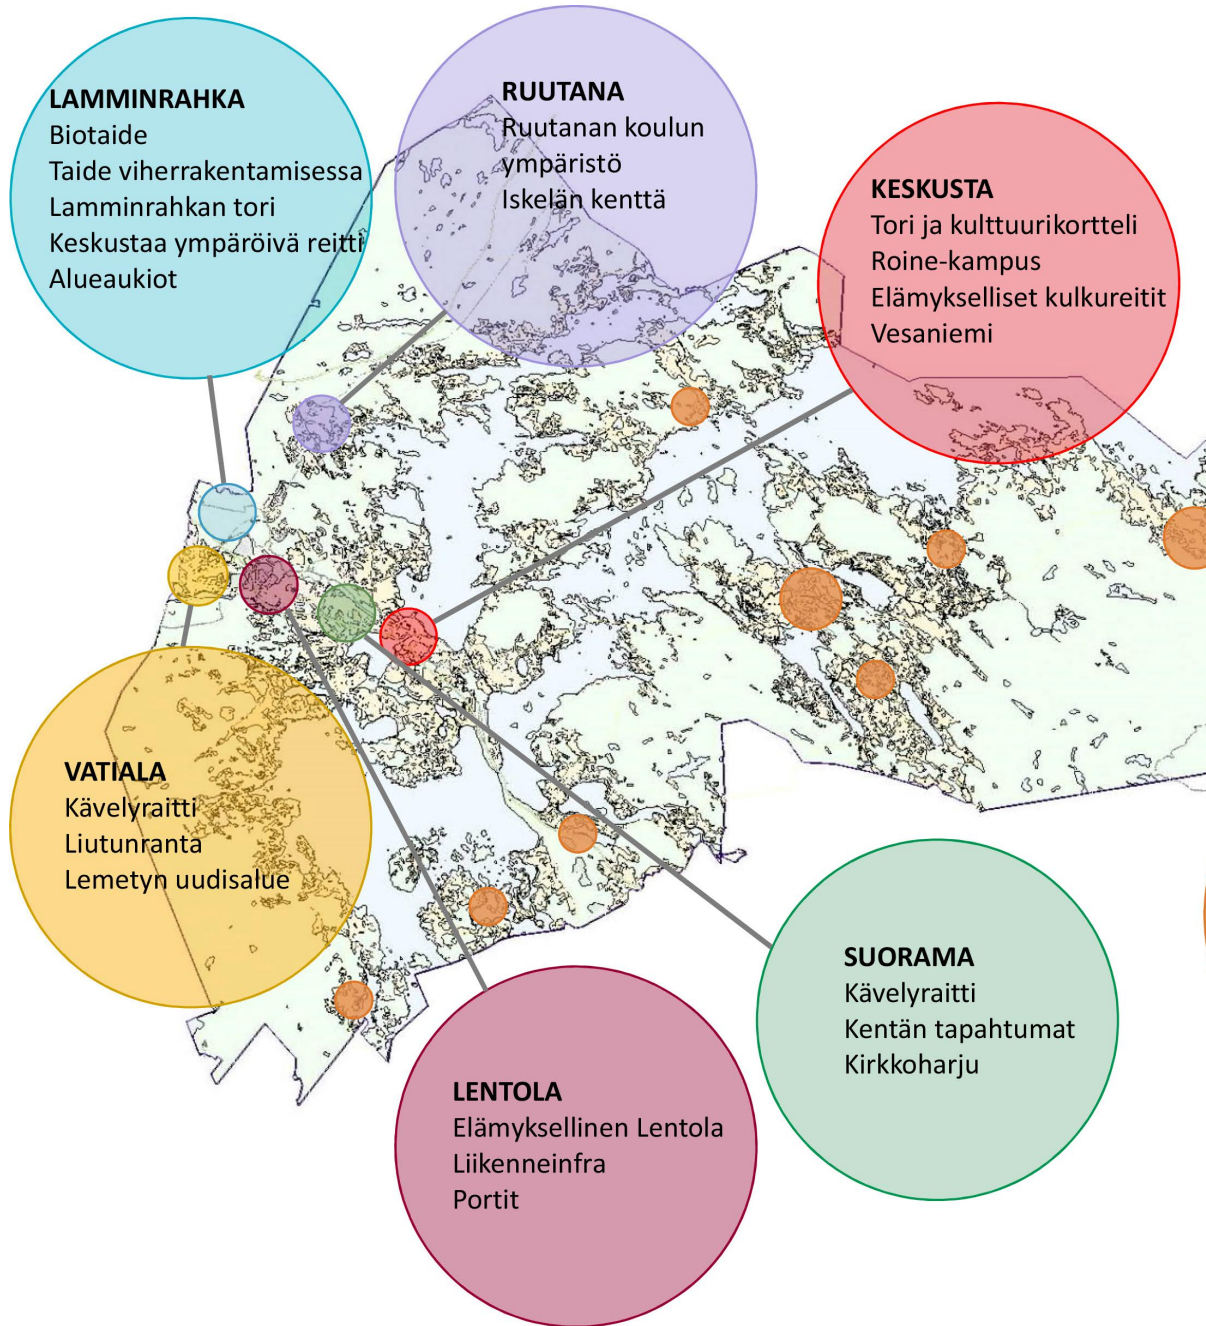 LAMMINRAHKA
Biotaide
Taide viherrakentamisessa
Lamminrahkan tori
Keskustaa ympäröivä reitti
Alueaukiot
RUUTANA
Ruutanan koulun
ympäristö
Iskelän kenttä
KESKUSTA
Tori ja kulttuurikortteli
Roine-kampus
Elämykselliset kulkureitit
Vesaniemi
VATIALA
Kävelyraitti
Liutunranta
Lemetyn uudisalue
SUORAMA
Kävelyraitti
Kentän tapahtumat
Kirkkoharju
LENTOLA
Elämyksellinen Lentola
Liikenneinfra
Portit